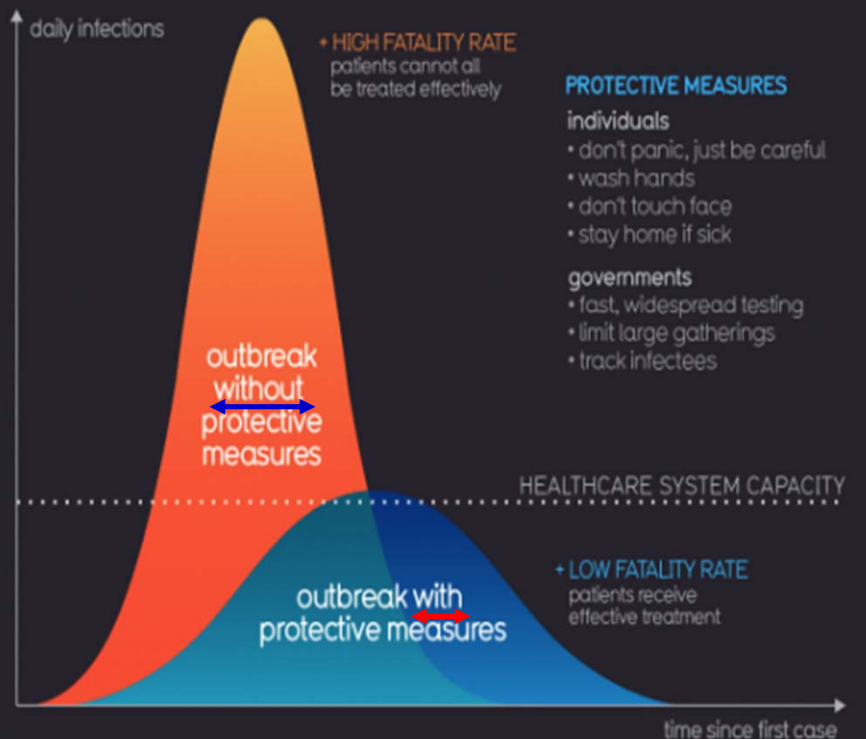 daily infections
+ HIGH FATALITY RATE
patients cannot all
be treated effectively
PROTECTIVE MEASURES
individuals
• don't panic, just be careful
• wash hands
• don't touch face
• stay home if sick
governments
• fast, widespread testing
• limit large gatherings
• track infectees
outbreak
without
protective
measures
HEALTHCARE SYSTEM CAPACITY
+ LOW FATALITY RATE
patients receive
effective treatment
outbreak with
protective measures
time since first case